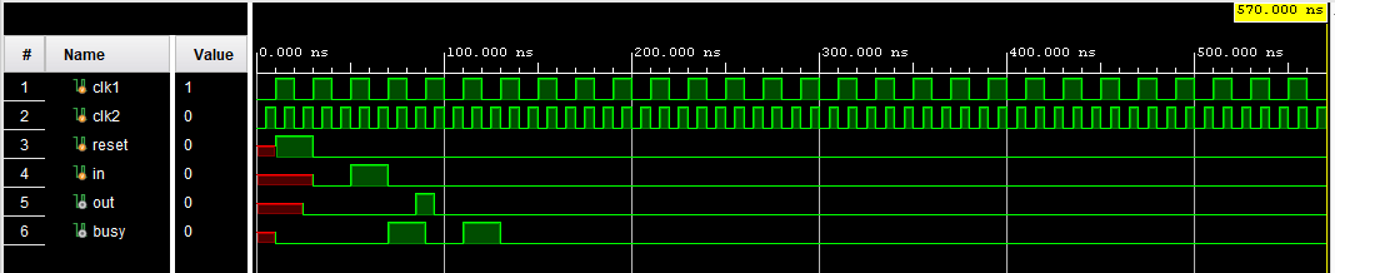 570.000 ns
# Name Value 0.000 ns 100.000 ns 200.000 ns 300.000 ns 400.000 ns 500.000 ns
1 clk1 1
2 clk2 0
3 reset 0
4 in 0
5 out 0
6 busy 0